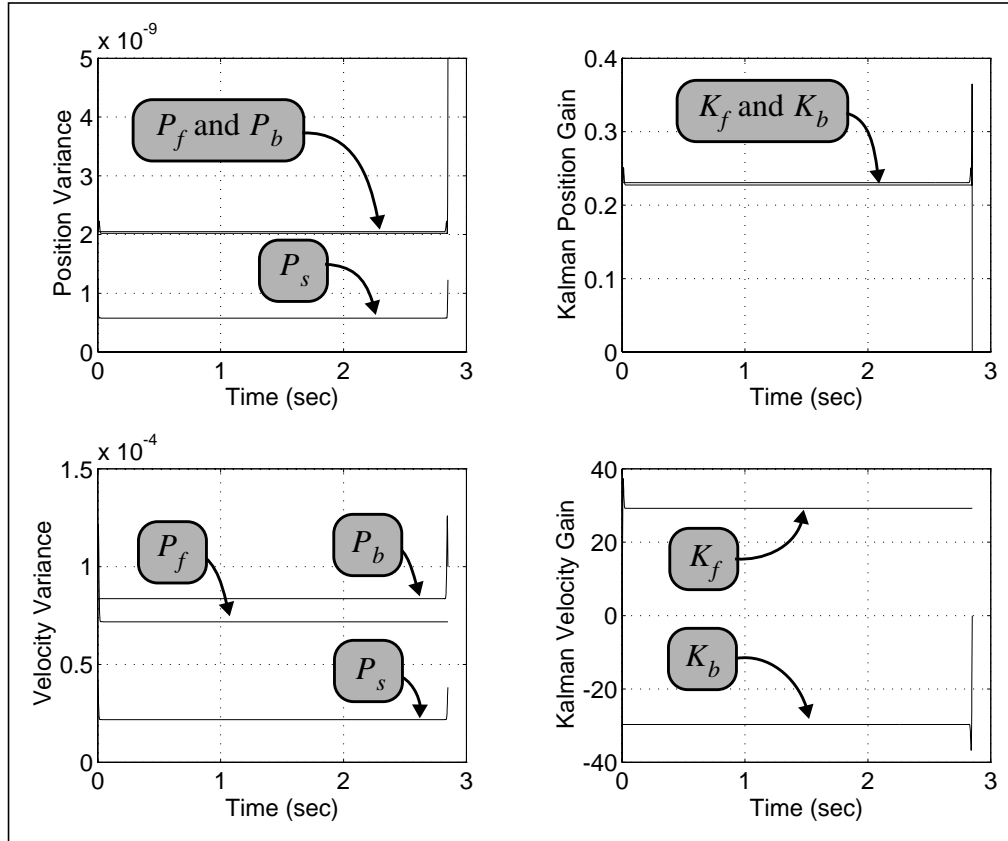 x 10^-9
Position Variance
5
4
3
2
1
0
P_f and P_b
P_s
0 1 2 3
Time (sec)
Kalman Position Gain
0.4
0.3
0.2
0.1
0
K_f and K_b
0 1 2 3
Time (sec)
x 10^-4
Velocity Variance
1.5
1
0.5
0
P_f
P_b
P_s
0 1 2 3
Time (sec)
Kalman Velocity Gain
40
20
0
-20
-40
K_f
K_b
0 1 2 3
Time (sec)